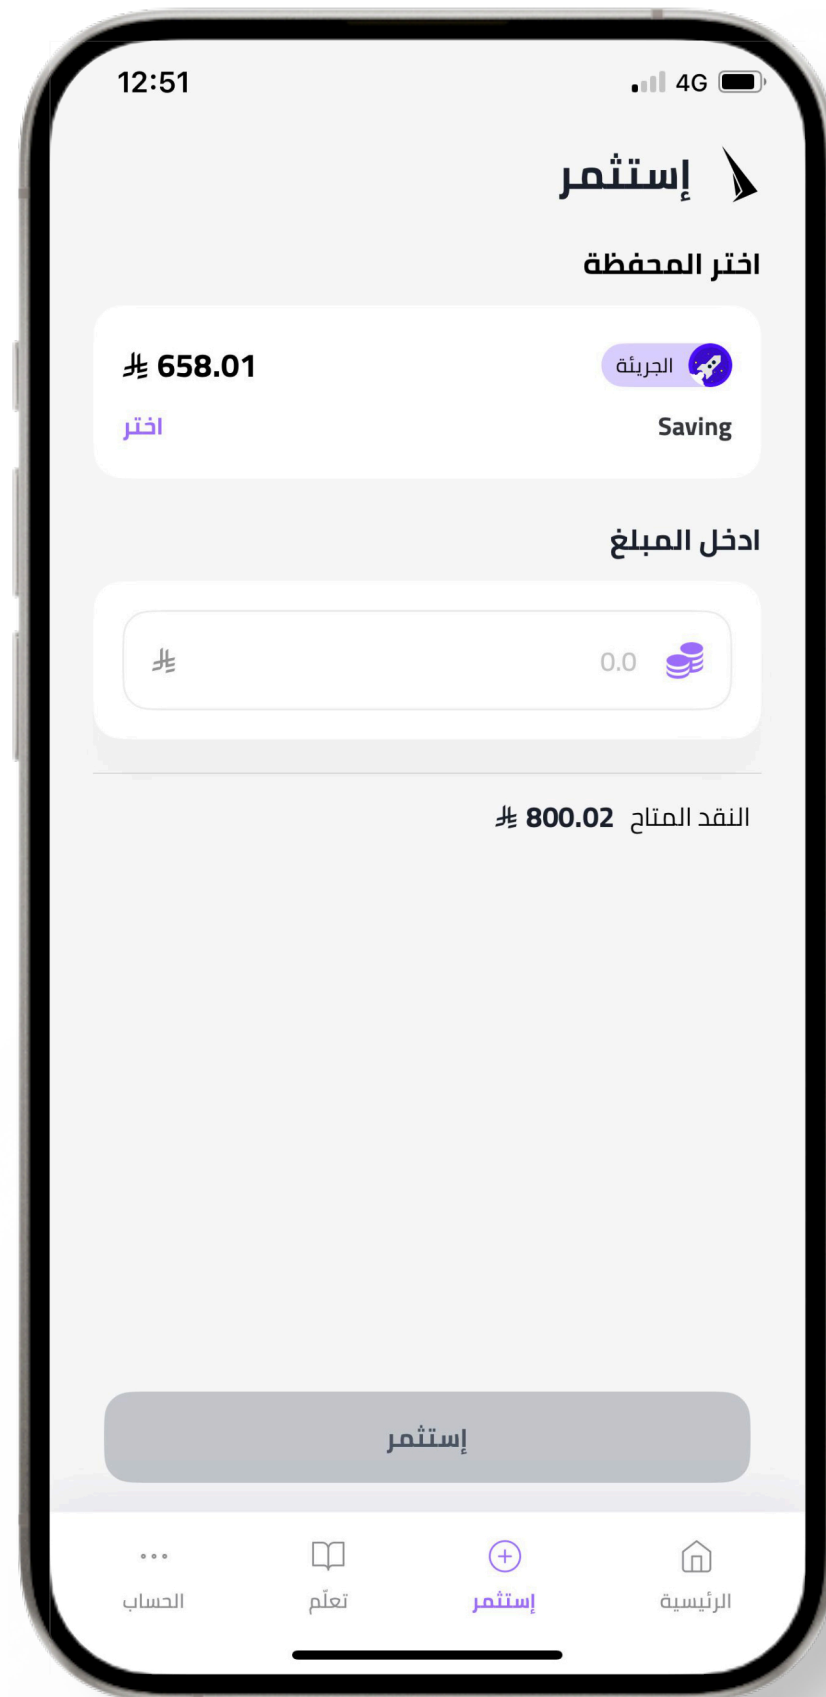 12:51 4G
إستثمر
اختر المحفظة
الجريئة 658.01 ⃁
Saving اختر
ادخل المبلغ
0.0 ⃁
النقد المتاح 800.02 ⃁
إستثمر
الرئيسية إستثمر تعلّم الحساب